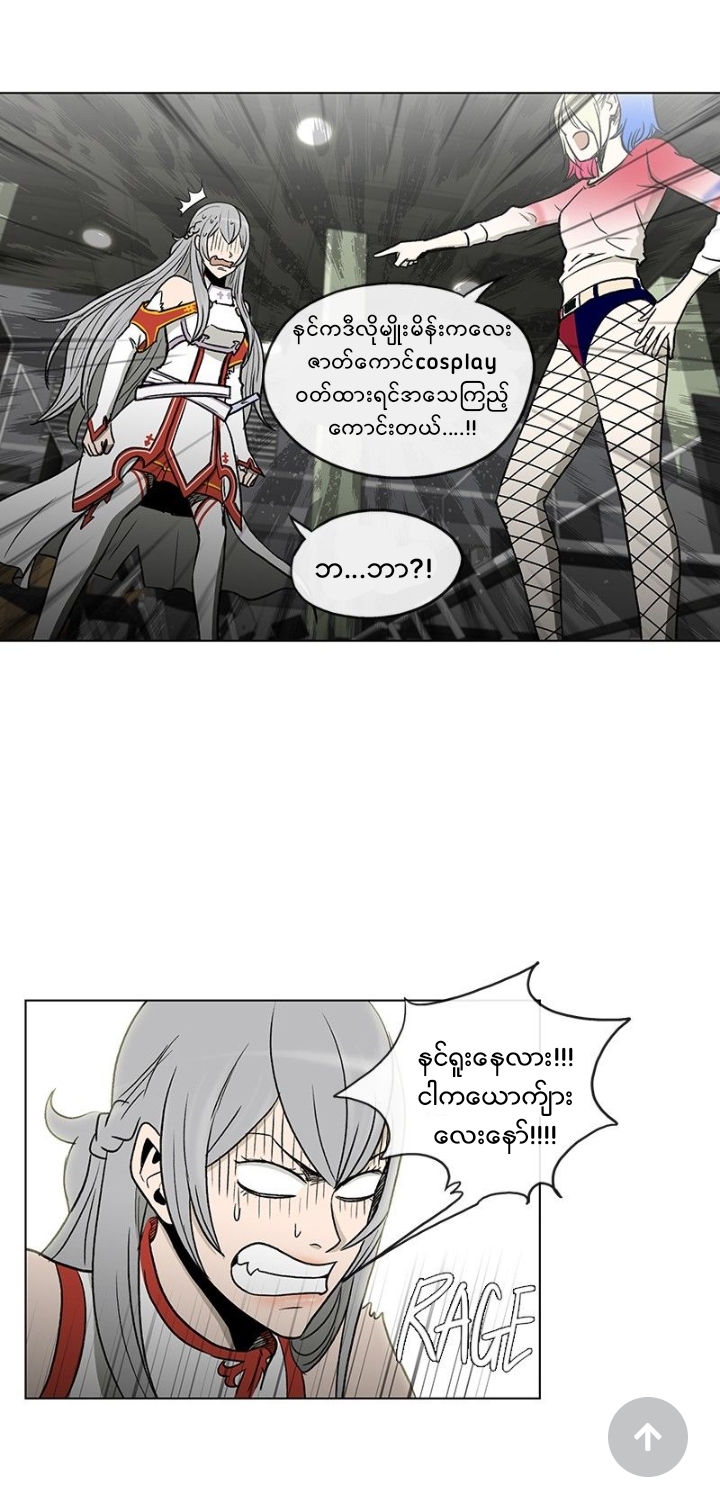 နင်ကဒီလိုမျိုးမိန်းကလေး
ဇာတ်ကောင်cosplay
ဝတ်ထားရင်အသေကြည့်
ကောင်းတယ်....!!
ဘ...ဘာ?!
နင်ရူးနေလား!!!
ငါကယောက်ျား
လေးနော်!!!!
RAGE